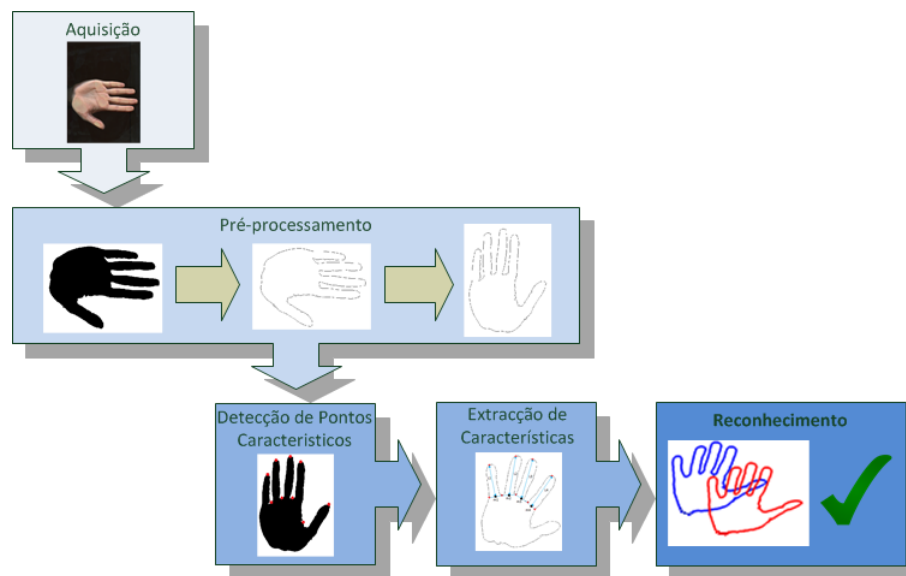 Aquisição
Pré-processamento
Detecção de Pontos
Caracteristicos
Extracção de
Características
Reconhecimento